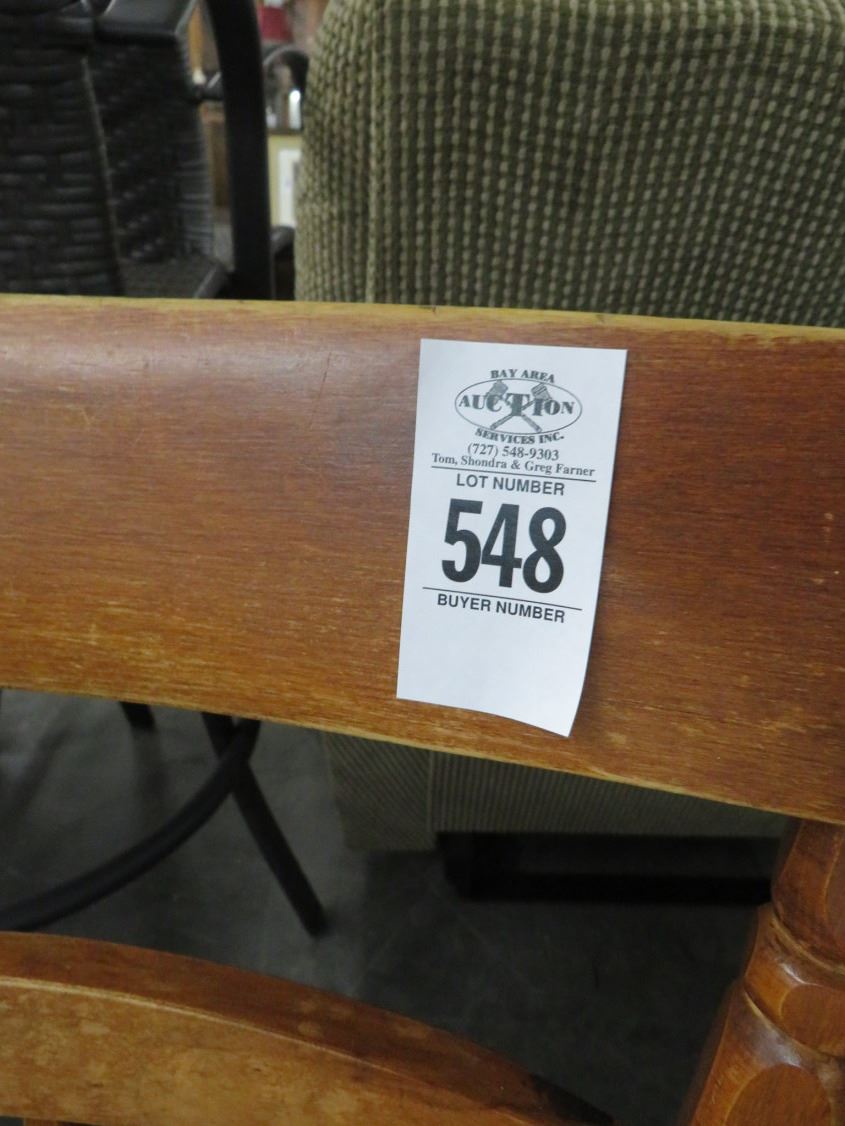 BAY AREA
AUCTION
SERVICES INC.
(727) 548-9303
Tom, Shondra & Greg Farner
LOT NUMBER
548
BUYER NUMBER